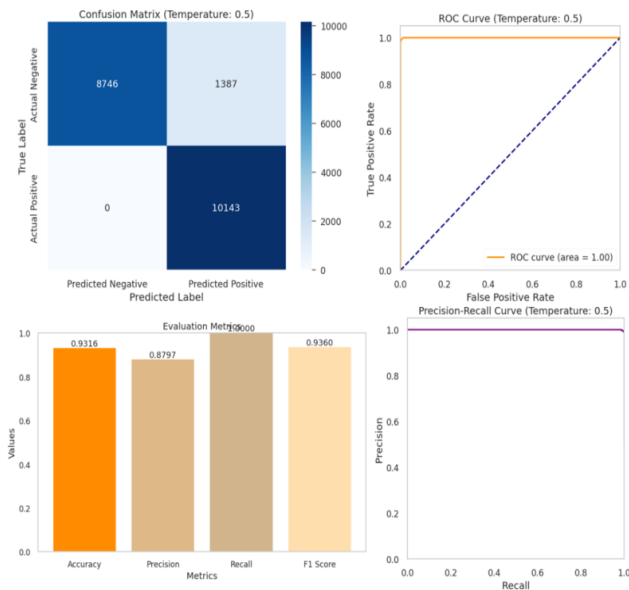 Confusion Matrix (Temperature: 0.5)
True Label
Actual Negative
Actual Positive
8746
1387
0
10143
Predicted Negative
Predicted Positive
Predicted Label
10000
8000
6000
4000
2000
0
ROC Curve (Temperature: 0.5)
True Positive Rate
1.0
0.8
0.6
0.4
0.2
0.0
ROC curve (area = 1.00)
0.0 0.2 0.4 0.6 0.8 1.0
False Positive Rate
Evaluation Metrics
Values
1.0
0.8
0.6
0.4
0.2
0.0
0.9316
0.8797
1.0000
0.9360
Accuracy
Precision
Recall
F1 Score
Metrics
Precision-Recall Curve (Temperature: 0.5)
Precision
1.0
0.8
0.6
0.4
0.2
0.0
0.0 0.2 0.4 0.6 0.8 1.0
Recall